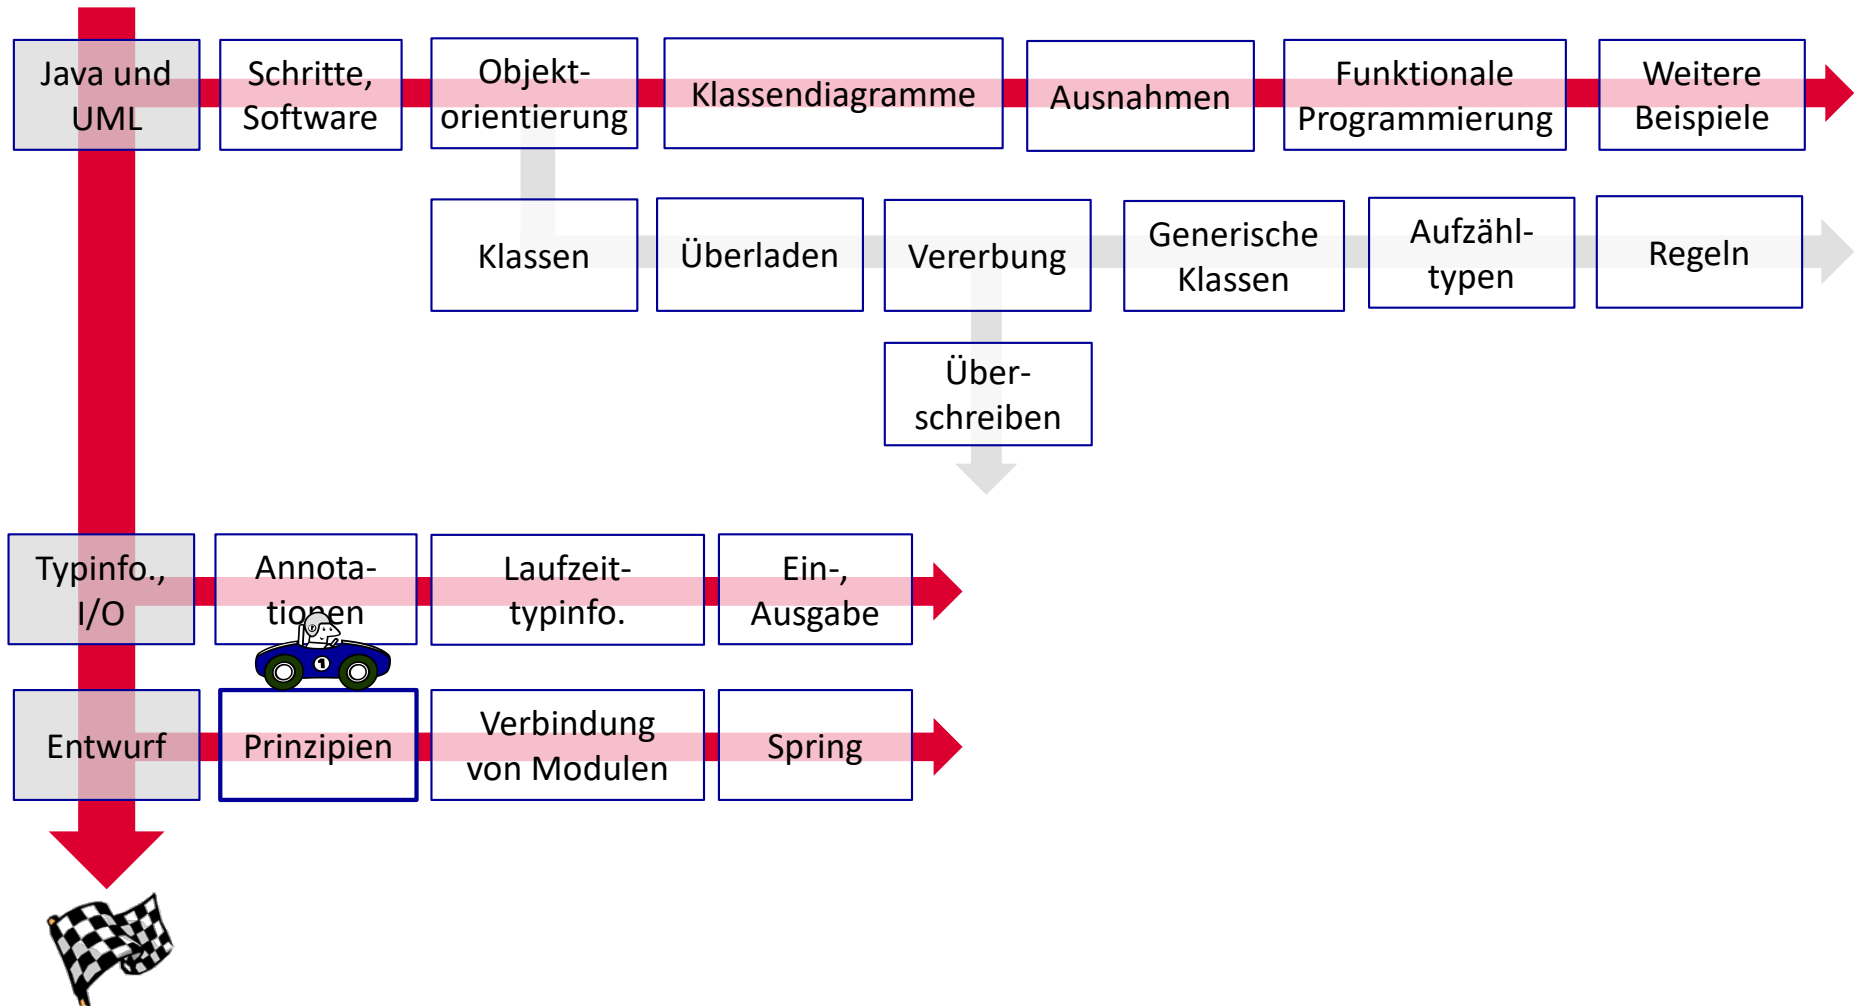 Java und
UML
Schritte,
Software
Objekt-
orientierung
Klassendiagramme
Ausnahmen
Funktionale
Programmierung
Weitere
Beispiele
Klassen
Überladen
Vererbung
Generische
Klassen
Aufzähl-
typen
Regeln
Über-
schreiben
Typinfo.,
I/O
Annota-
tionen
Laufzeit-
typinfo.
Ein-,
Ausgabe
1
Entwurf
Prinzipien
Verbindung
von Modulen
Spring